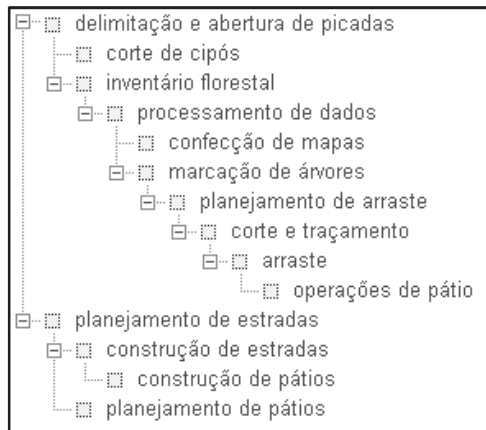 delimitação e abertura de picadas
corte de cipós
inventário florestal
processamento de dados
confecção de mapas
marcação de árvores
planejamento de arraste
corte e traçamento
arraste
operações de pátio
planejamento de estradas
construção de estradas
construção de pátios
planejamento de pátios